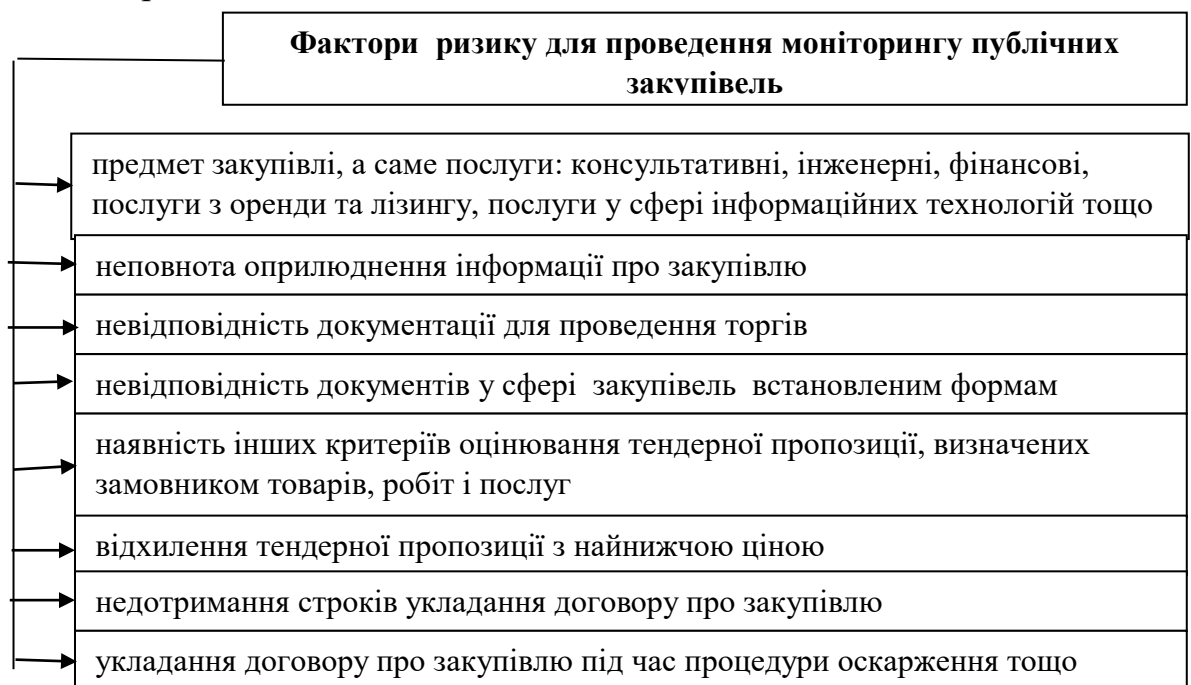 Фактори ризику для проведення моніторингу публічних
закупівель
предмет закупівлі, а саме послуги: консультативні, інженерні, фінансові,
послуги з оренди та лізингу, послуги у сфері інформаційних технологій тощо
неповнота оприлюднення інформації про закупівлю
невідповідність документації для проведення торгів
невідповідність документів у сфері закупівель встановленим формам
наявність інших критеріїв оцінювання тендерної пропозиції, визначених
замовником товарів, робіт і послуг
відхилення тендерної пропозиції з найнижчою ціною
недотримання строків укладання договору про закупівлю
укладання договору про закупівлю під час процедури оскарження тощо